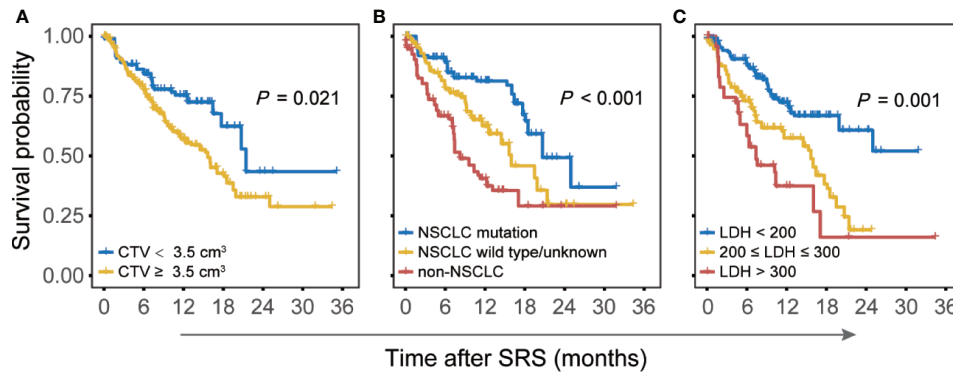 A
B
C
Survival probability
1.00
0.75
0.50
0.25
0.00
P = 0.021
CTV < 3.5 cm³
CTV ≥ 3.5 cm³
0 6 12 18 24 30 36
P < 0.001
NSCLC mutation
NSCLC wild type/unknown
non-NSCLC
0 6 12 18 24 30 36
P = 0.001
LDH < 200
200 ≤ LDH ≤ 300
LDH > 300
0 6 12 18 24 30 36
Time after SRS (months)